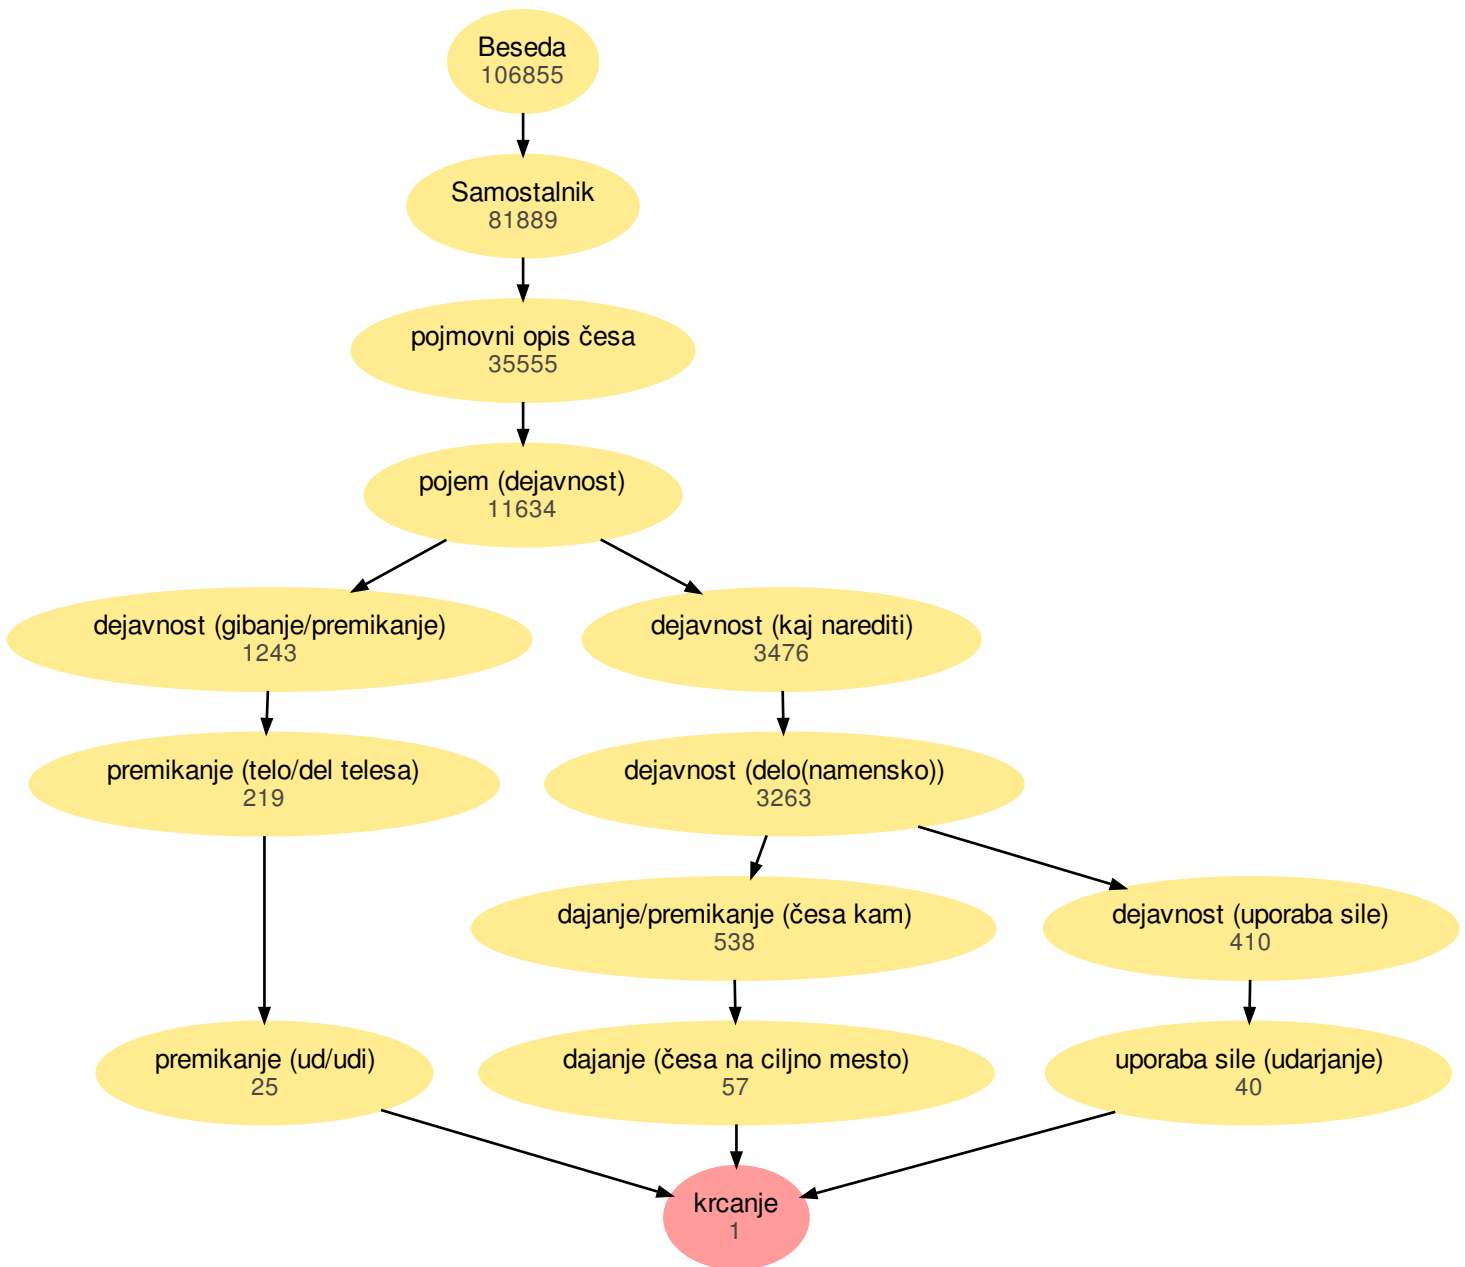 Beseda
106855
Samostalnik
81889
pojmovni opis česa
35555
pojem (dejavnost)
11634
dejavnost (gibanje/premikanje)
1243
dejavnost (kaj narediti)
3476
premikanje (telo/del telesa)
219
dejavnost (delo(namensko))
3263
dajanje/premikanje (česa kam)
538
dejavnost (uporaba sile)
410
premikanje (ud/udi)
25
dajanje (česa na ciljno mesto)
57
uporaba sile (udarjanje)
40
krcanje
1